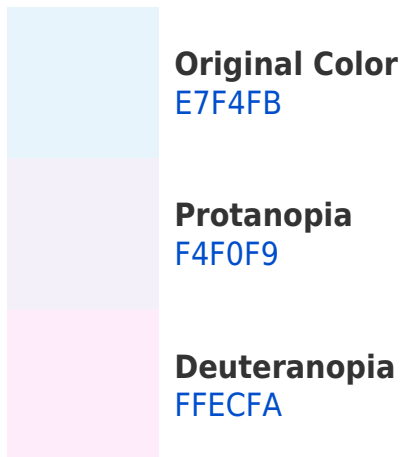 Original Color
E7F4FB
Protanopia
F4F0F9
Deuteranopia
FFECFA